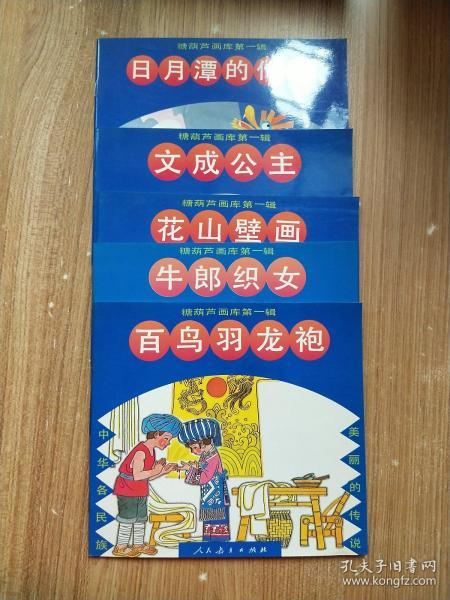 糖葫芦画库第一辑
日月潭的
糖葫芦画库第一辑
文成公主
糖葫芦画库第一辑
花山壁画
糖葫芦画库第一辑
牛郎织女
糖葫芦画库第一辑
百鸟羽龙袍
中华各民族
美丽的传说
人民教育出版社
孔夫子旧书网
www.kongfz.com